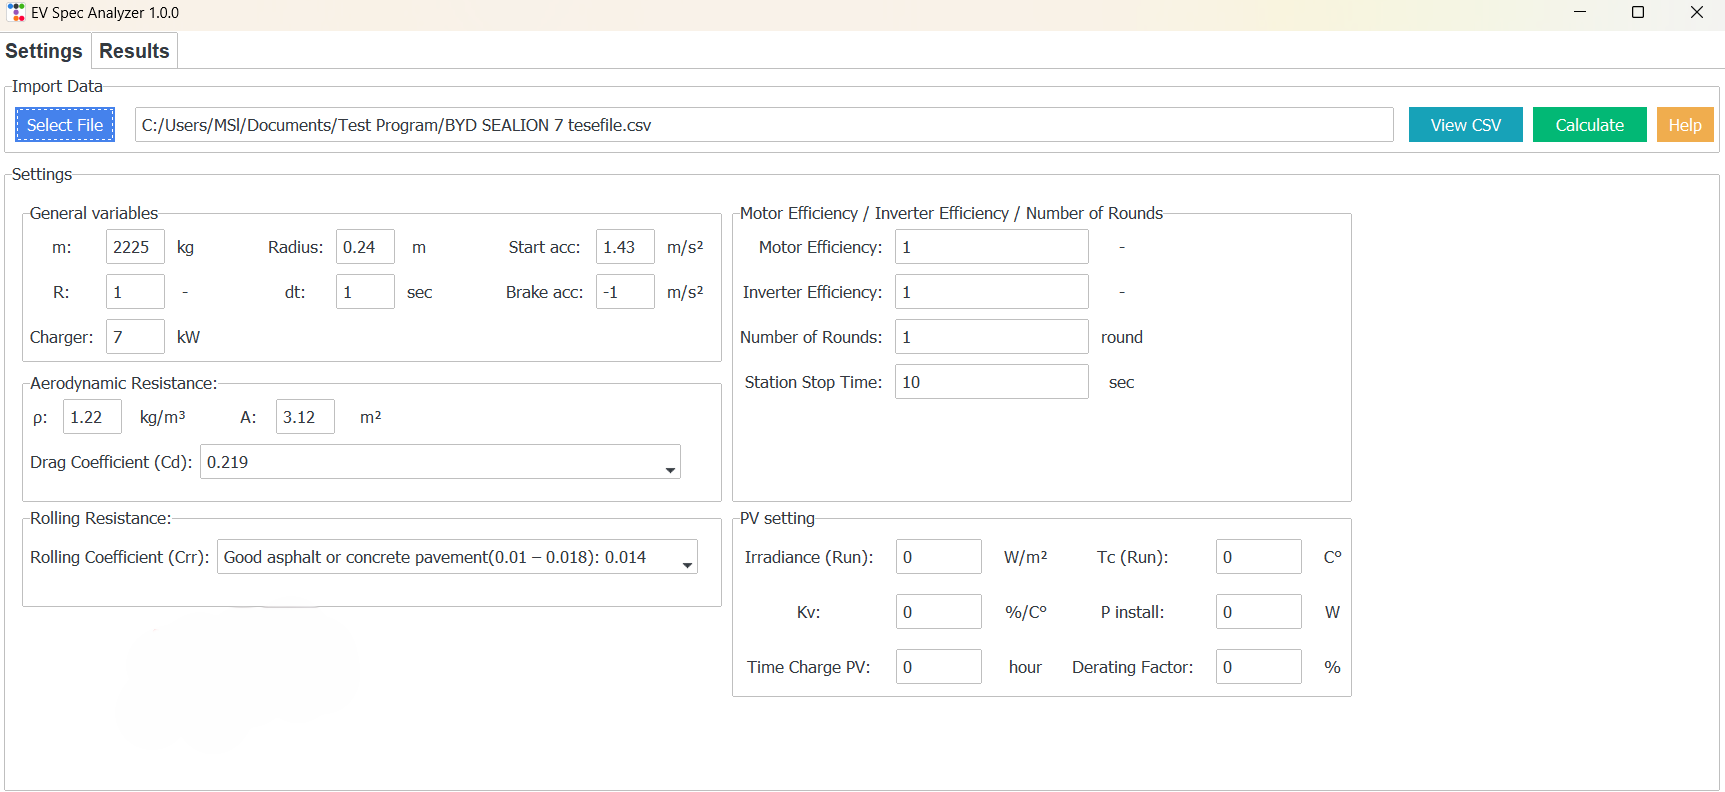 EV Spec Analyzer 1.0.0
Settings Results
Import Data
Select File C:/Users/MSI/Documents/Test Program/BYD SEALION 7 tesefile.csv View CSV Calculate Help
Settings
General variables
m: 2225 kg Radius: 0.24 m Start acc: 1.43 m/s²
R: 1 - dt: 1 sec Brake acc: -1 m/s²
Charger: 7 kW
Aerodynamic Resistance:
ρ: 1.22 kg/m³ A: 3.12 m²
Drag Coefficient (Cd): 0.219
Rolling Resistance:
Rolling Coefficient (Crr): Good asphalt or concrete pavement(0.01 – 0.018): 0.014
Motor Efficiency / Inverter Efficiency / Number of Rounds
Motor Efficiency: 1 -
Inverter Efficiency: 1 -
Number of Rounds: 1 round
Station Stop Time: 10 sec
PV setting
Irradiance (Run): 0 W/m² Tc (Run): 0 Cº
Kv: 0 %/Cº P install: 0 W
Time Charge PV: 0 hour Derating Factor: 0 %